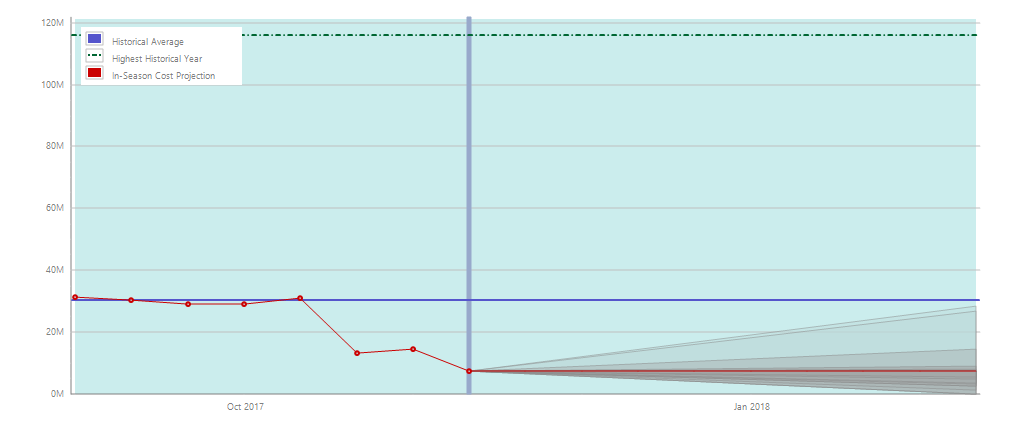 120M
Historical Average
Highest Historical Year
In-Season Cost Projection
100M
80M
60M
40M
20M
0M
Oct 2017 Jan 2018